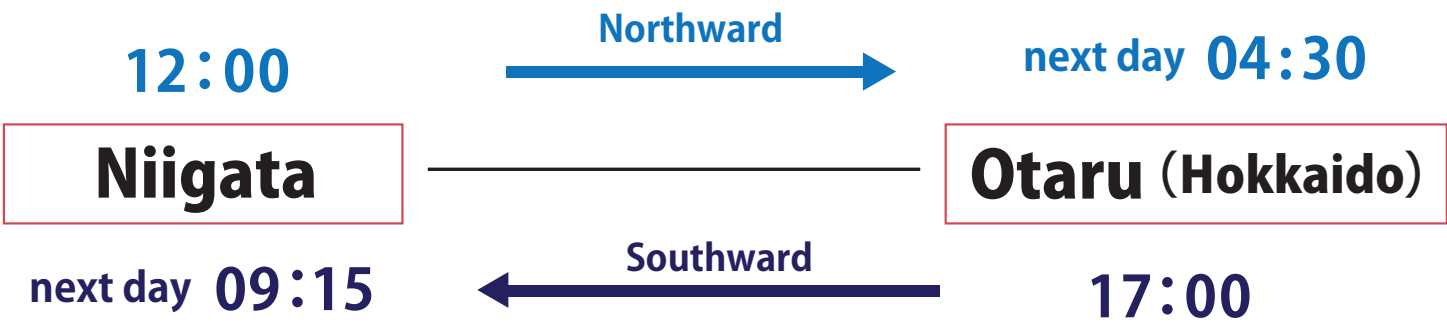 Northward
12：00
next day 04：30
Niigata
Otaru（Hokkaido）
Southward
next day 09：15
17：00